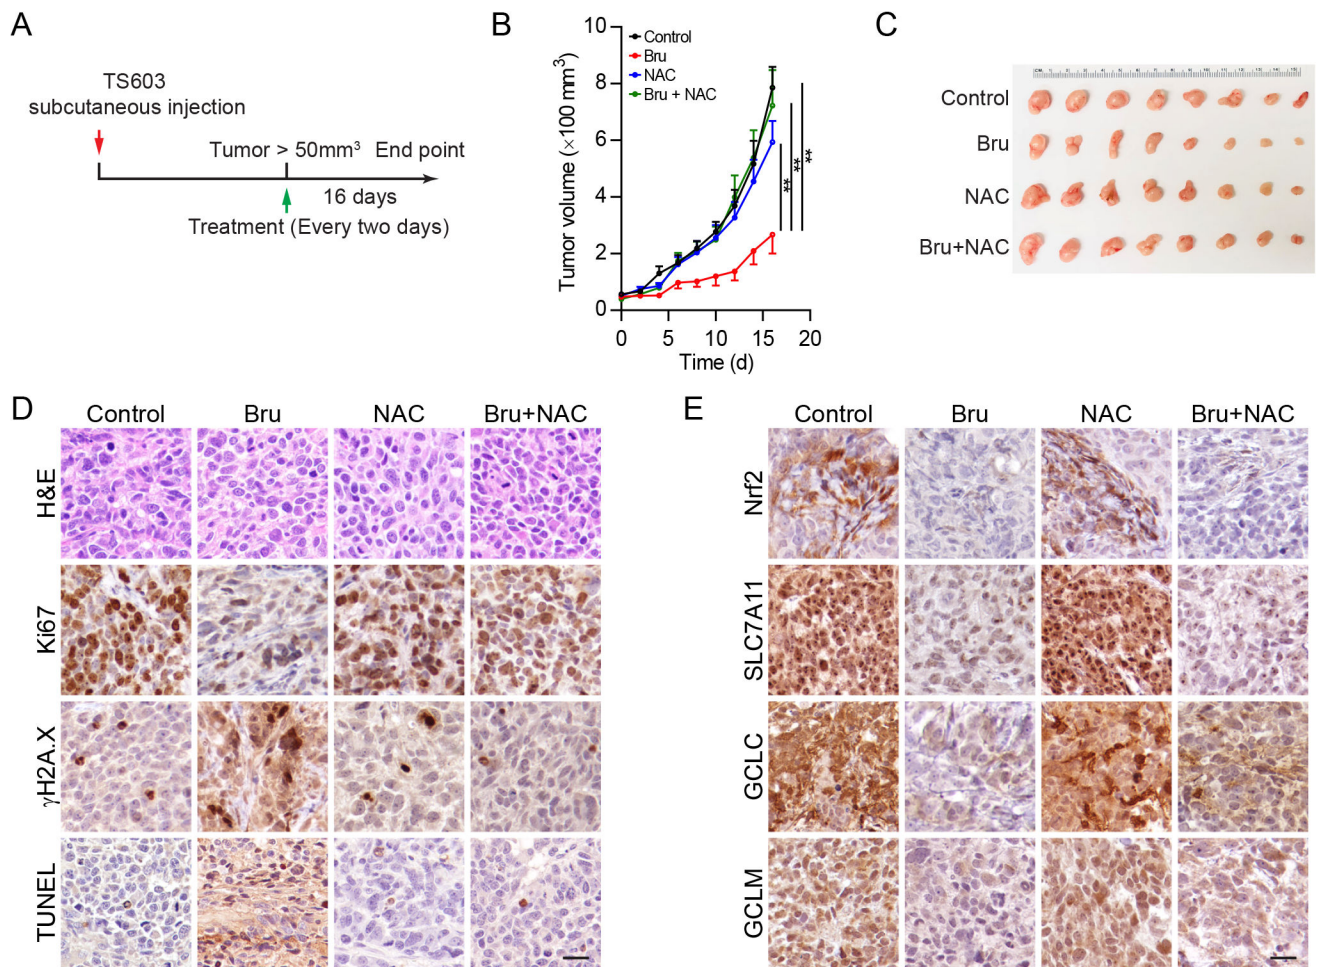 A
TS603
subcutaneous injection
Tumor > 50mm³ End point
16 days
Treatment (Every two days)
B
Tumor volume (×100 mm³)
10
8
6
4
2
0
0 5 10 15 20
Time (d)
Control
Bru
NAC
Bru + NAC
**
**
**
C
Control
Bru
NAC
Bru+NAC
D
Control Bru NAC Bru+NAC
H&E
Ki67
γH2A.X
TUNEL
E
Control Bru NAC Bru+NAC
Nrf2
SLC7A11
GCLC
GCLM